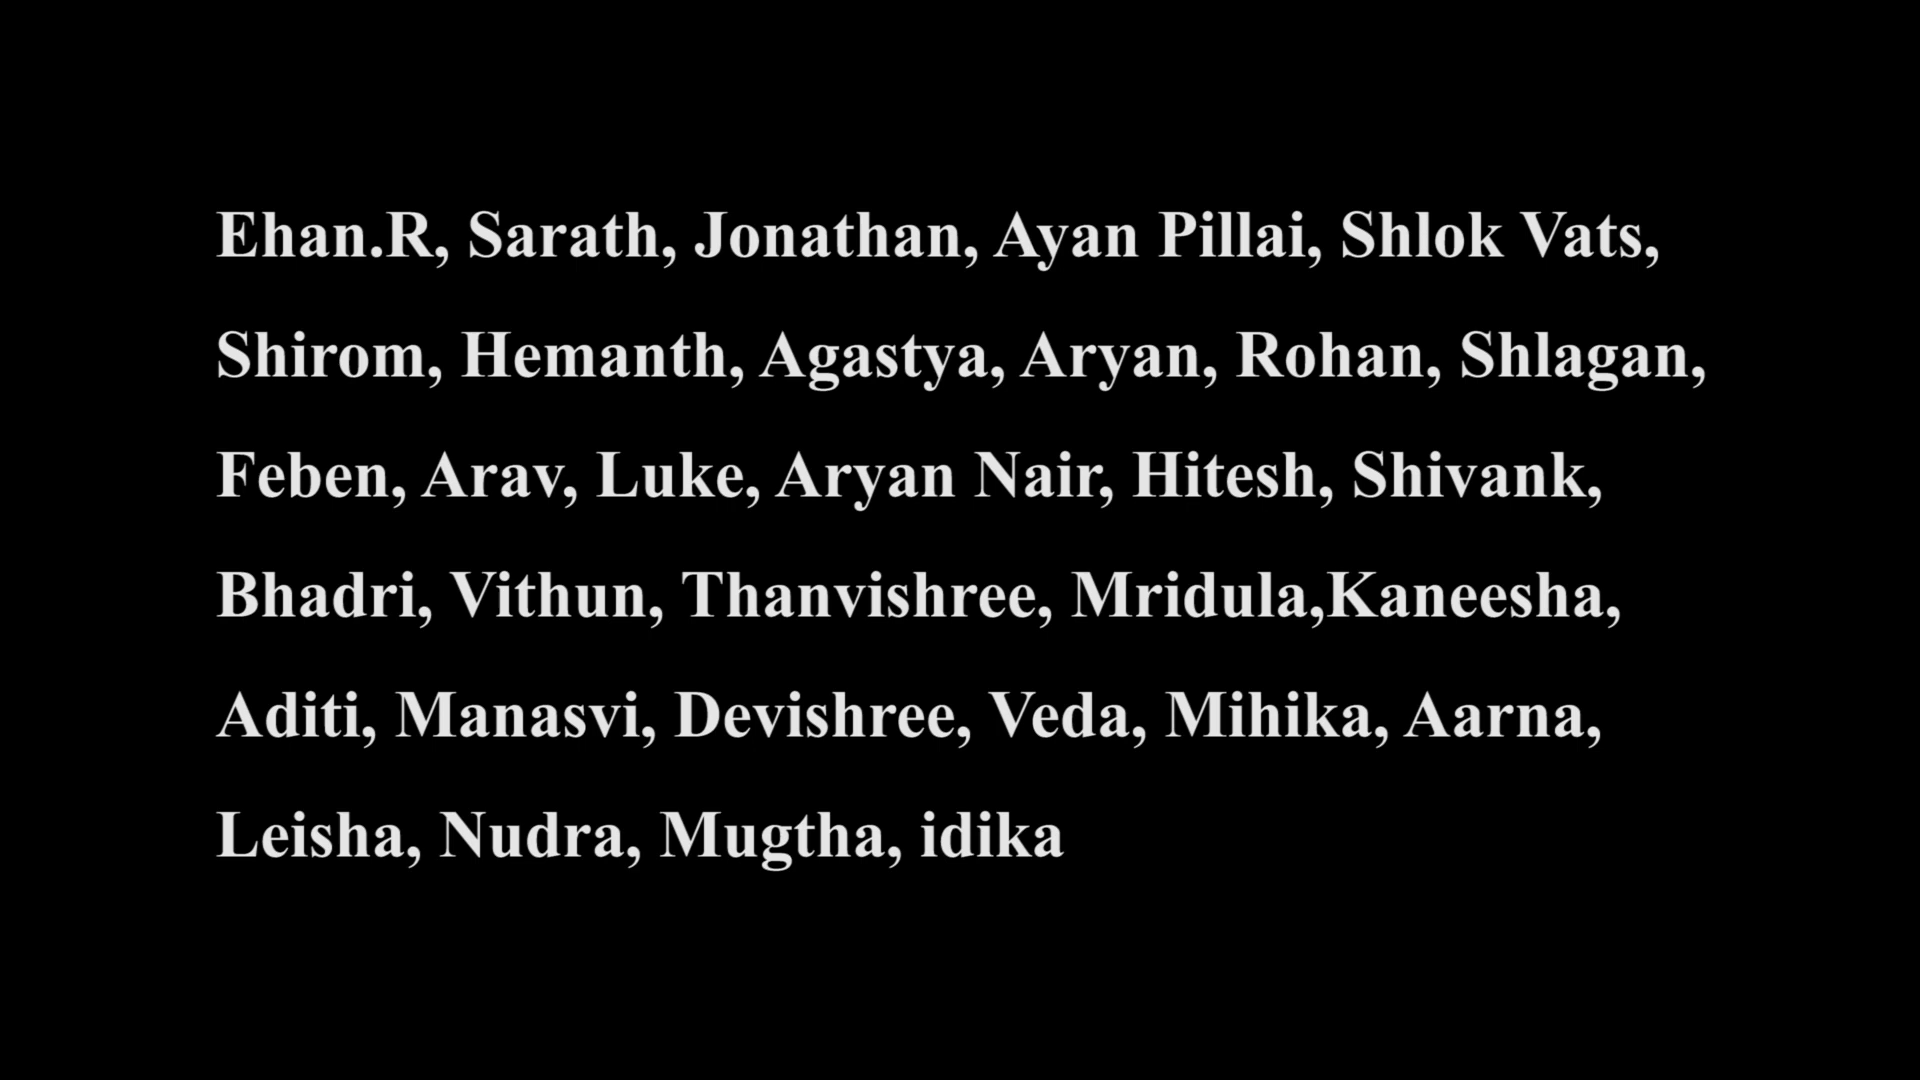 Ehan.R, Sarath, Jonathan, Ayan Pillai, Shlok Vats,
Shirom, Hemanth, Agastya, Aryan, Rohan, Shlagan,
Feben, Arav, Luke, Aryan Nair, Hitesh, Shivank,
Bhadri, Vithun, Thanvishree, Mridula,Kaneesha,
Aditi, Manasvi, Devishree, Veda, Mihika, Aarna,
Leisha, Nudra, Mugtha, idika